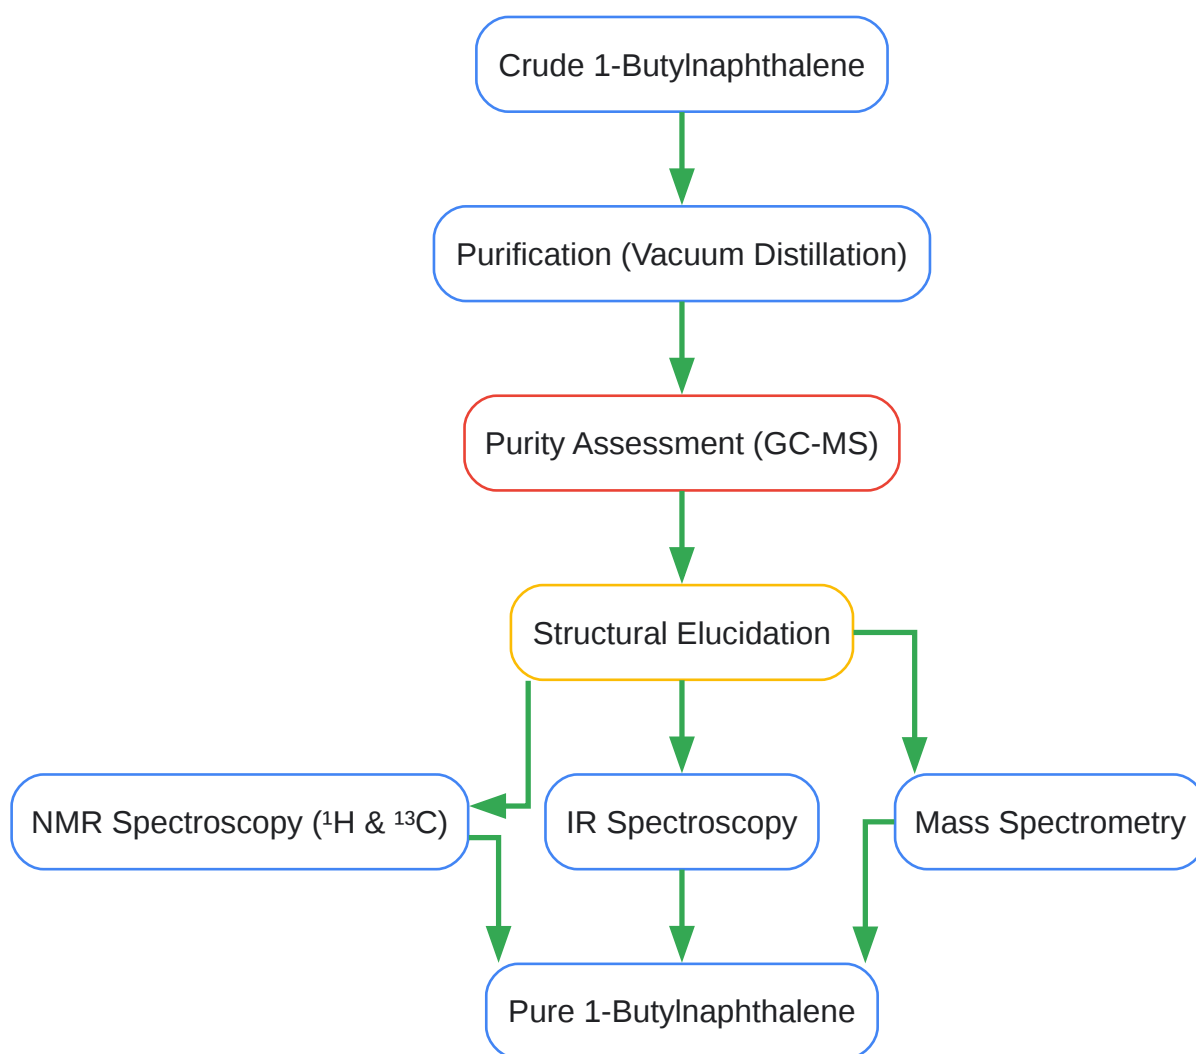 Crude 1-Butylnaphthalene
Purification (Vacuum Distillation)
Purity Assessment (GC-MS)
Structural Elucidation
NMR Spectroscopy (¹H & ¹³C)
IR Spectroscopy
Mass Spectrometry
Pure 1-Butylnaphthalene